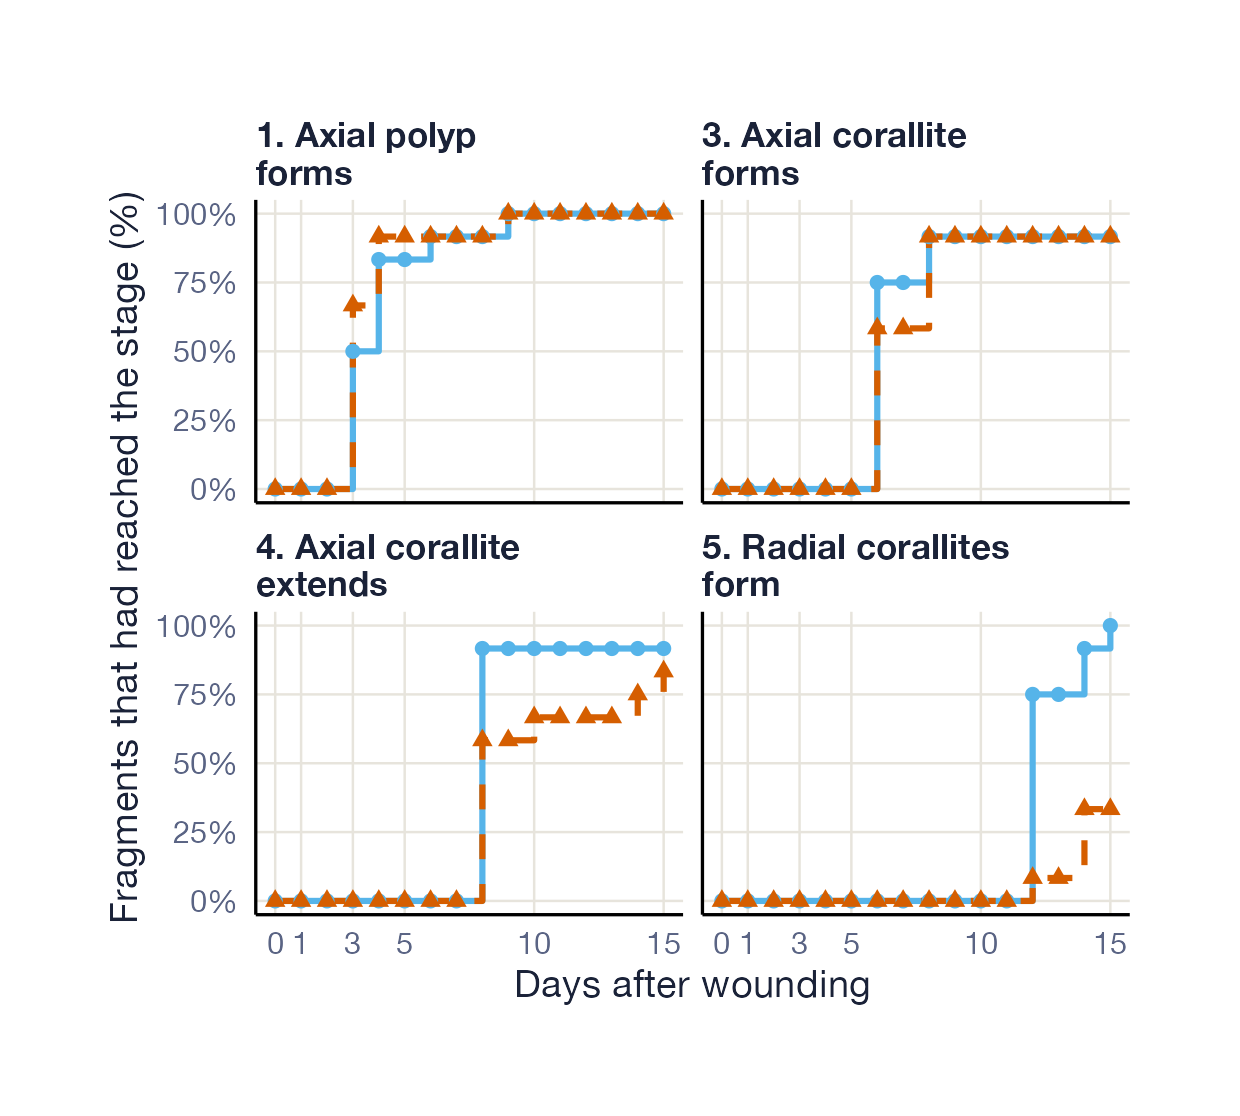 1. Axial polyp
forms
3. Axial corallite
forms
Fragments that had reached the stage (%)
100%
75%
50%
25%
0%
4. Axial corallite
extends
5. Radial corallites
form
100%
75%
50%
25%
0%
0 1 3 5 10 15
0 1 3 5 10 15
Days after wounding